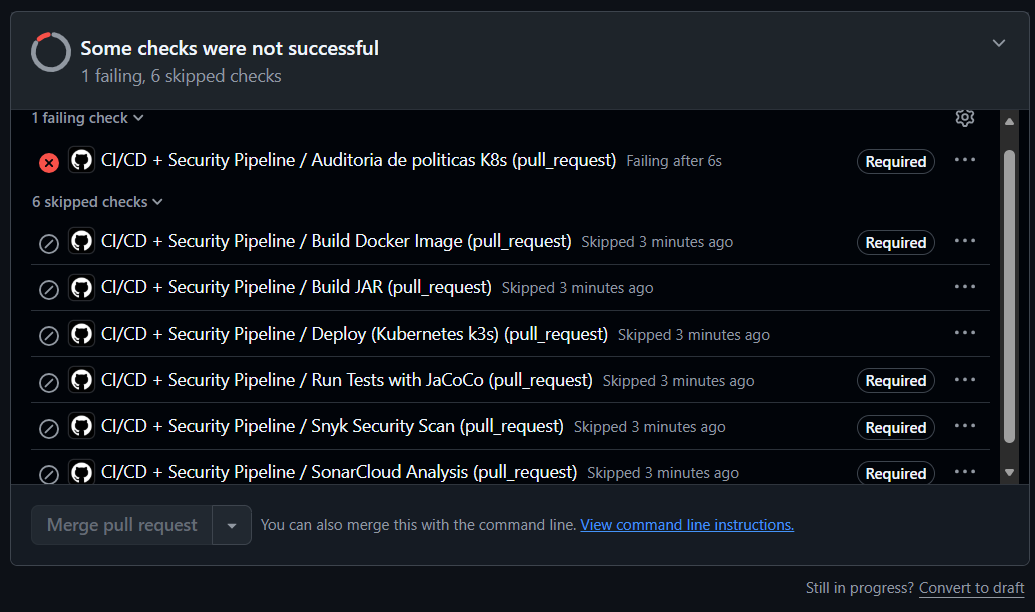 Some checks were not successful
1 failing, 6 skipped checks
1 failing check
CI/CD + Security Pipeline / Auditoria de politicas K8s (pull_request) Failing after 6s Required
6 skipped checks
CI/CD + Security Pipeline / Build Docker Image (pull_request) Skipped 3 minutes ago Required
CI/CD + Security Pipeline / Build JAR (pull_request) Skipped 3 minutes ago
CI/CD + Security Pipeline / Deploy (Kubernetes k3s) (pull_request) Skipped 3 minutes ago
CI/CD + Security Pipeline / Run Tests with JaCoCo (pull_request) Skipped 3 minutes ago Required
CI/CD + Security Pipeline / Snyk Security Scan (pull_request) Skipped 3 minutes ago Required
CI/CD + Security Pipeline / SonarCloud Analysis (pull_request) Skipped 3 minutes ago Required
Merge pull request You can also merge this with the command line. View command line instructions.
Still in progress? Convert to draft